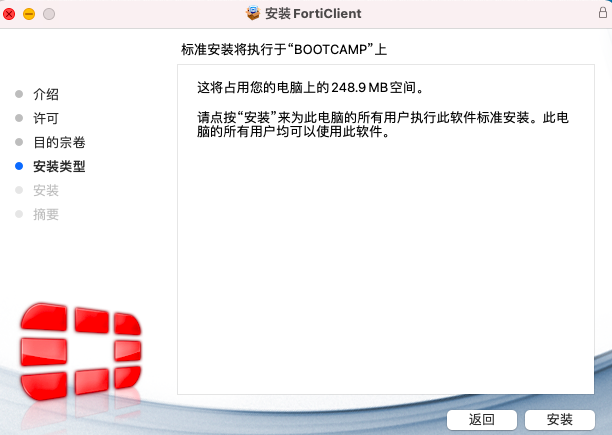 安装 FortiClient
标准安装将执行于“BOOTCAMP”上
介绍
许可
目的宗卷
安装类型
安装
摘要
这将占用您的电脑上的 248.9 MB 空间。
请点按“安装”来为此电脑的所有用户执行此软件标准安装。此电
脑的所有用户均可以使用此软件。
返回
安装